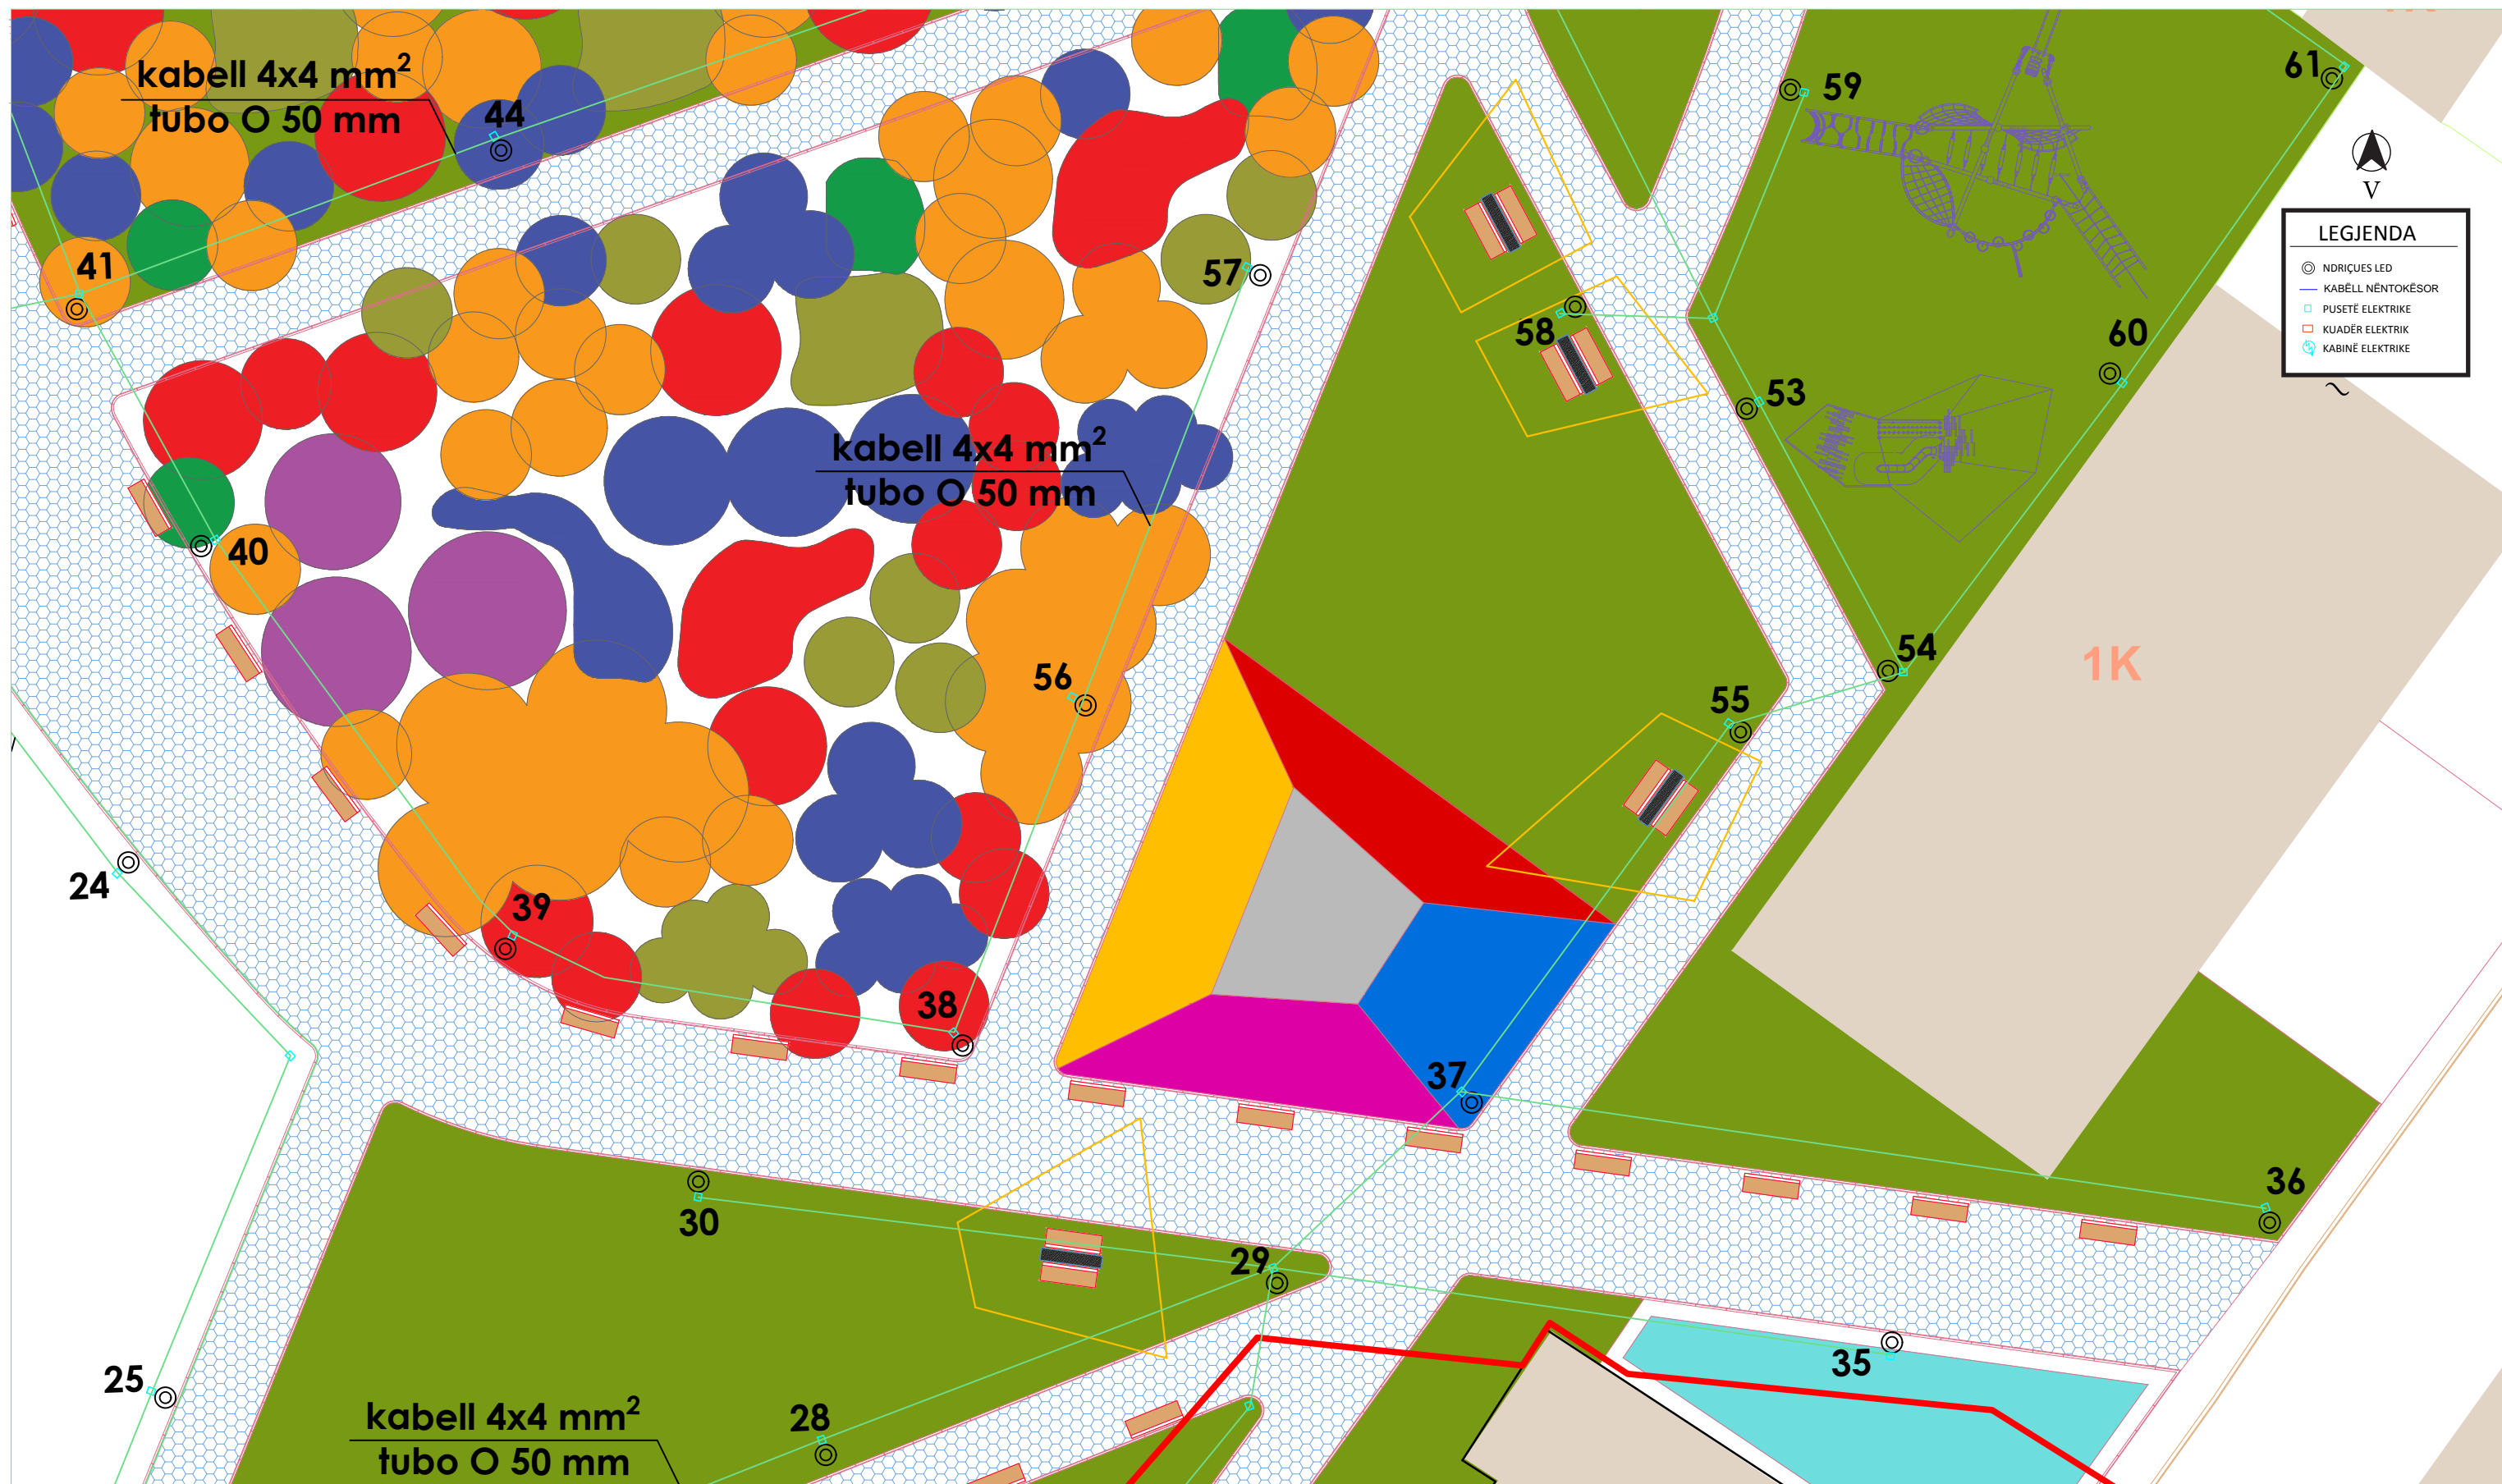 kabell 4x4 mm²
tubo O 50 mm
44
41
59
61
V
LEGJENDA
NDRIÇUES LED
KABËLL NËNTOKËSOR
PUSETË ELEKTRIKE
KUADËR ELEKTRIK
KABINË ELEKTRIKE
57
58
60
53
kabell 4x4 mm²
tubo O 50 mm
40
54
1K
56
55
24
39
38
37
36
30
29
35
25
28
kabell 4x4 mm²
tubo O 50 mm